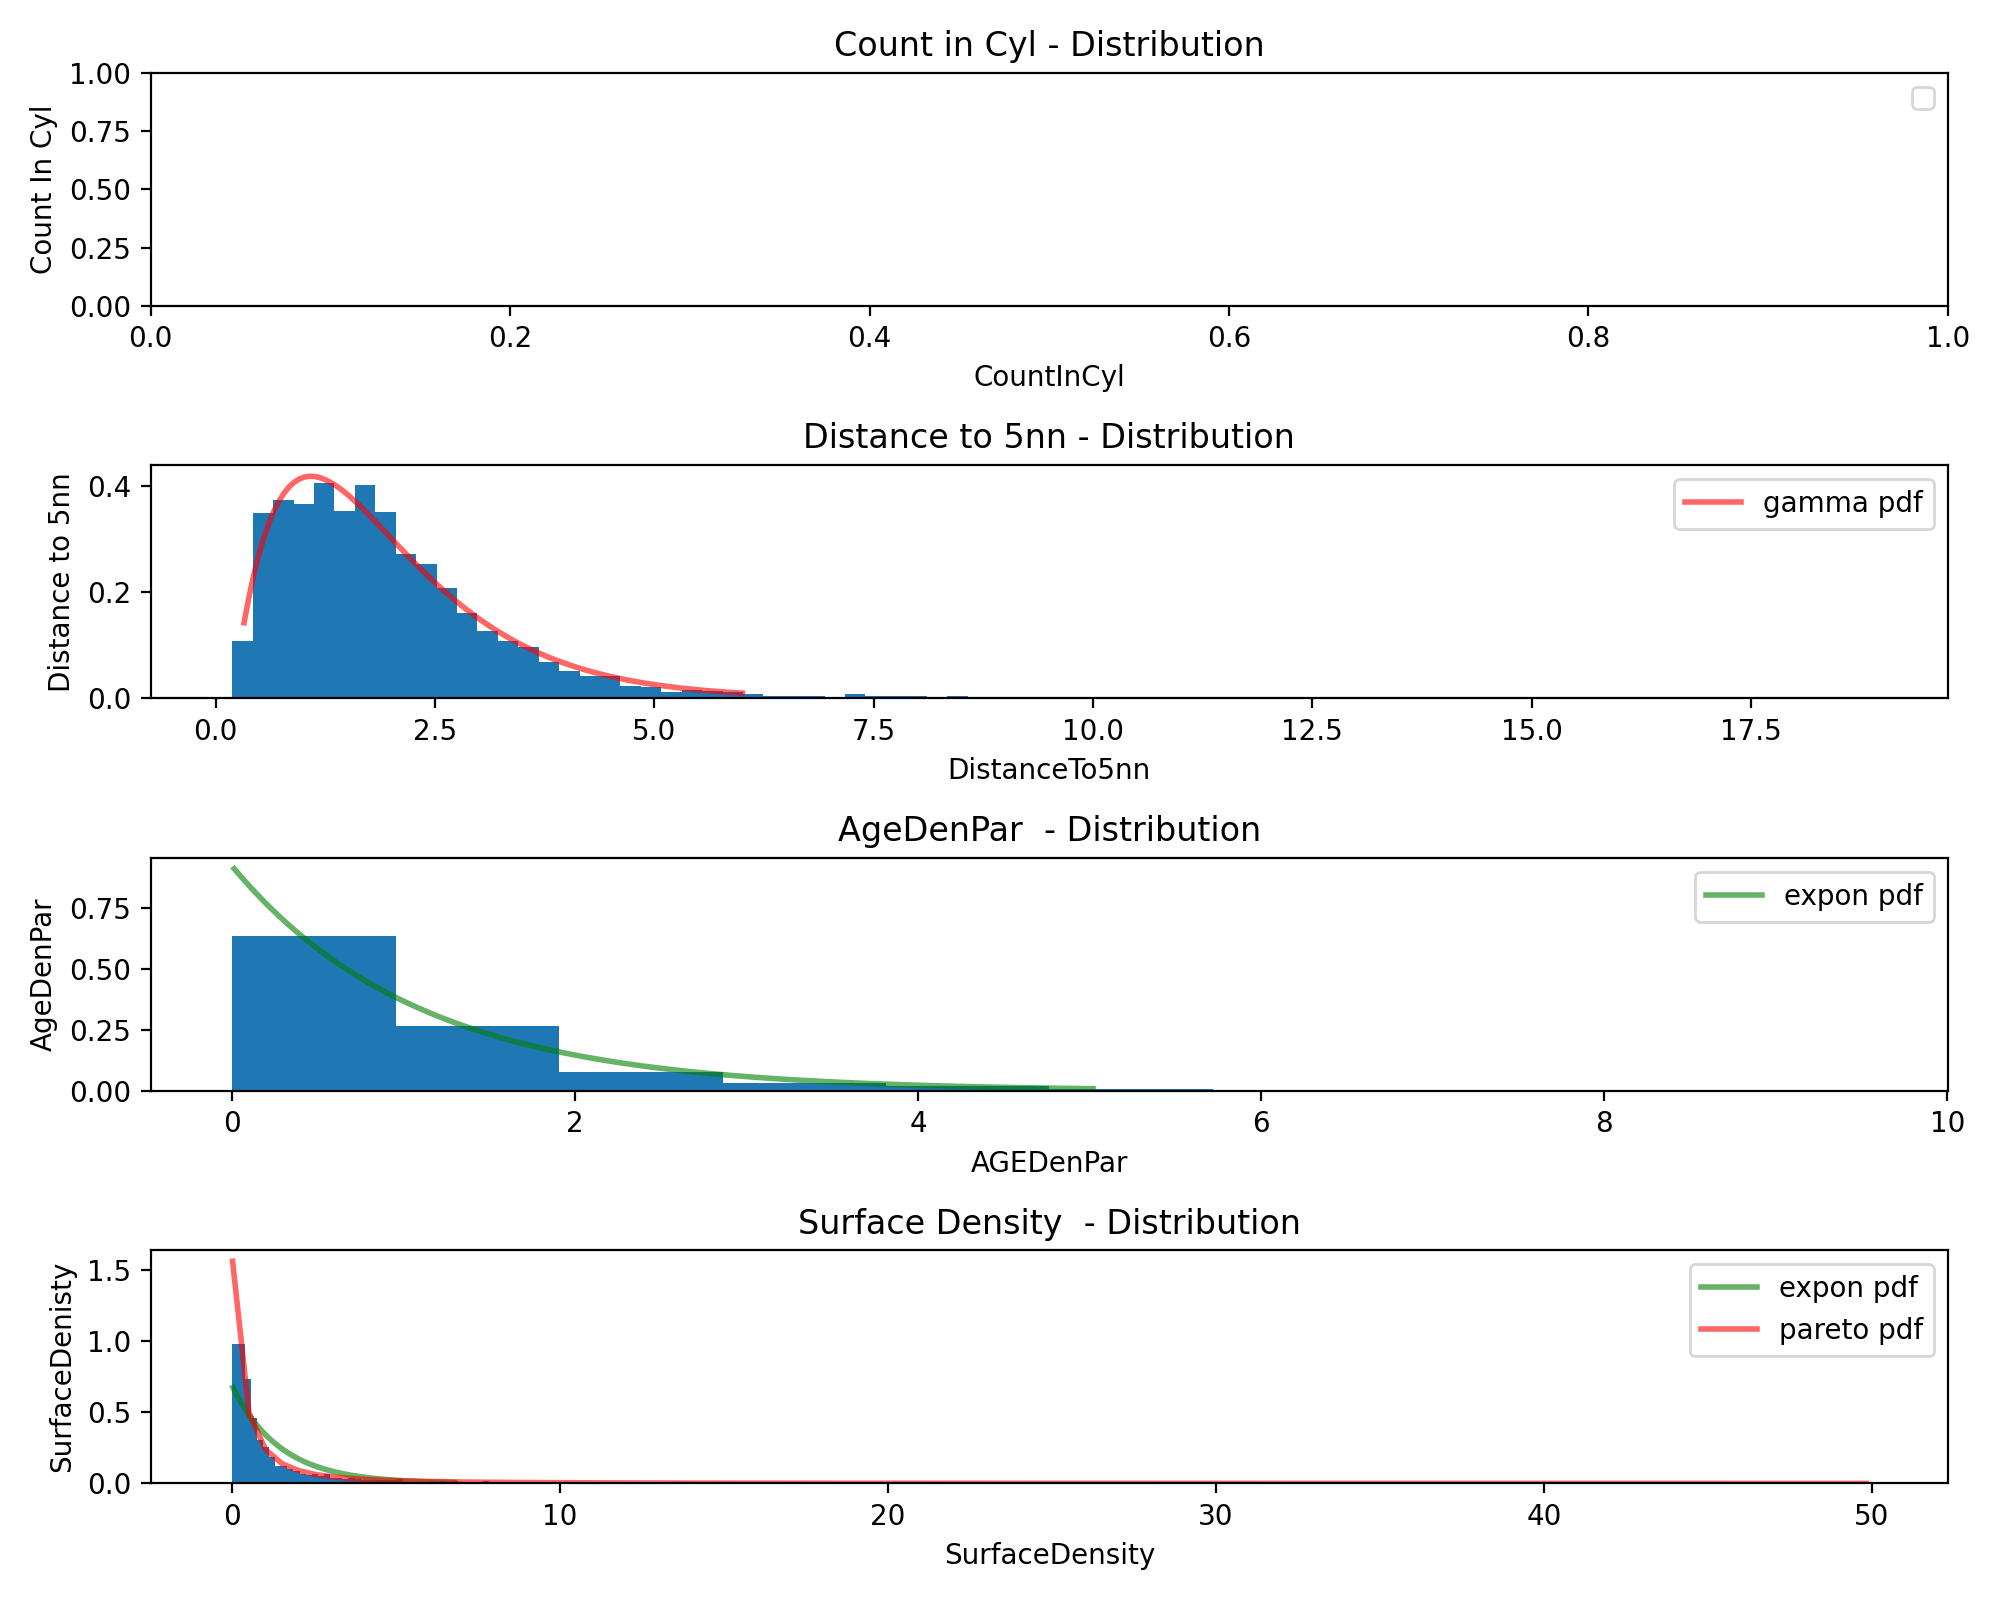 Count in Cyl - Distribution
1.00
0.75
0.50
0.25
0.00
Count In Cyl
0.0 0.2 0.4 0.6 0.8 1.0
CountInCyl
Distance to 5nn - Distribution
0.4
0.2
0.0
Distance to 5nn
gamma pdf
0.0 2.5 5.0 7.5 10.0 12.5 15.0 17.5
DistanceTo5nn
AgeDenPar  - Distribution
0.75
0.50
0.25
0.00
AgeDenPar
expon pdf
0 2 4 6 8 10
AGEDenPar
Surface Density  - Distribution
1.5
1.0
0.5
0.0
SurfaceDenisty
expon pdf
pareto pdf
0 10 20 30 40 50
SurfaceDensity